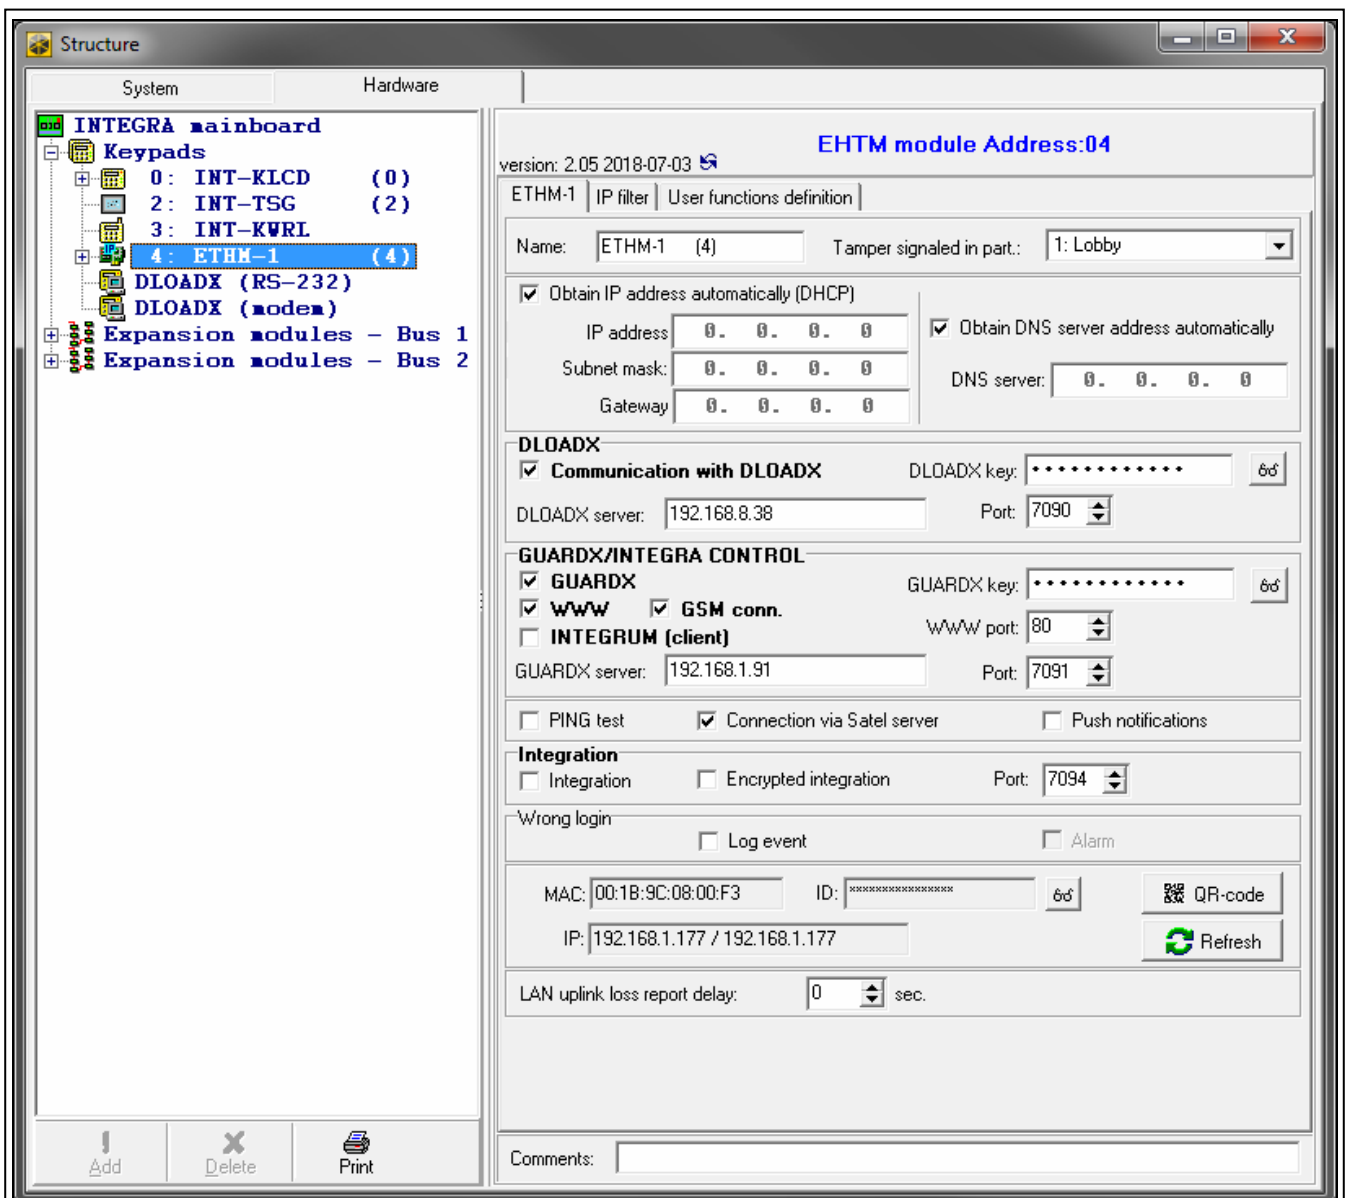 Structure
System Hardware
INTEGRA mainboard
Keypads
0: INT-KLCD (0)
2: INT-TSG (2)
3: INT-KWRL
4: ETHM-1 (4)
DLOADX (RS-232)
DLOADX (modem)
Expansion modules - Bus 1
Expansion modules - Bus 2
Add Delete Print
EHTM module Address:04
version: 2.05 2018-07-03
ETHM-1 IP filter User functions definition
Name: ETHM-1 (4) Tamper signaled in part.: 1: Lobby
Obtain IP address automatically (DHCP)
IP address 0. 0. 0. 0
Subnet mask: 0. 0. 0. 0
Gateway 0. 0. 0. 0
Obtain DNS server address automatically
DNS server: 0. 0. 0. 0
DLOADX
Communication with DLOADX DLOADX key: ••••••••••••
DLOADX server: 192.168.8.38 Port: 7090
GUARDX/INTEGRA CONTROL
GUARDX GUARDX key: ••••••••••••
WWW GSM conn. WWW port: 80
INTEGRUM (client)
GUARDX server: 192.168.1.91 Port: 7091
PING test Connection via Satel server Push notifications
Integration
Integration Encrypted integration Port: 7094
Wrong login
Log event Alarm
MAC: 00:1B:9C:08:00:F3 ID: **************** QR-code
IP: 192.168.1.177 / 192.168.1.177 Refresh
LAN uplink loss report delay: 0 sec.
Comments: